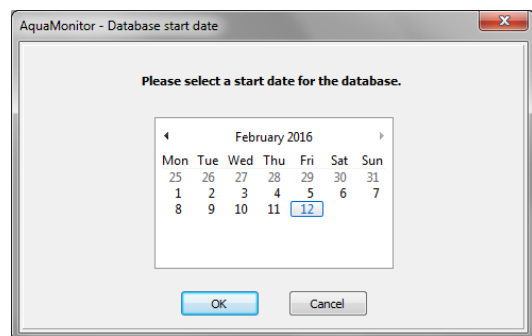 AquaMonitor - Database start date
Please select a start date for the database.
February 2016
Mon Tue Wed Thu Fri Sat Sun
25 26 27 28 29 30 31
1 2 3 4 5 6 7
8 9 10 11 12
OK Cancel